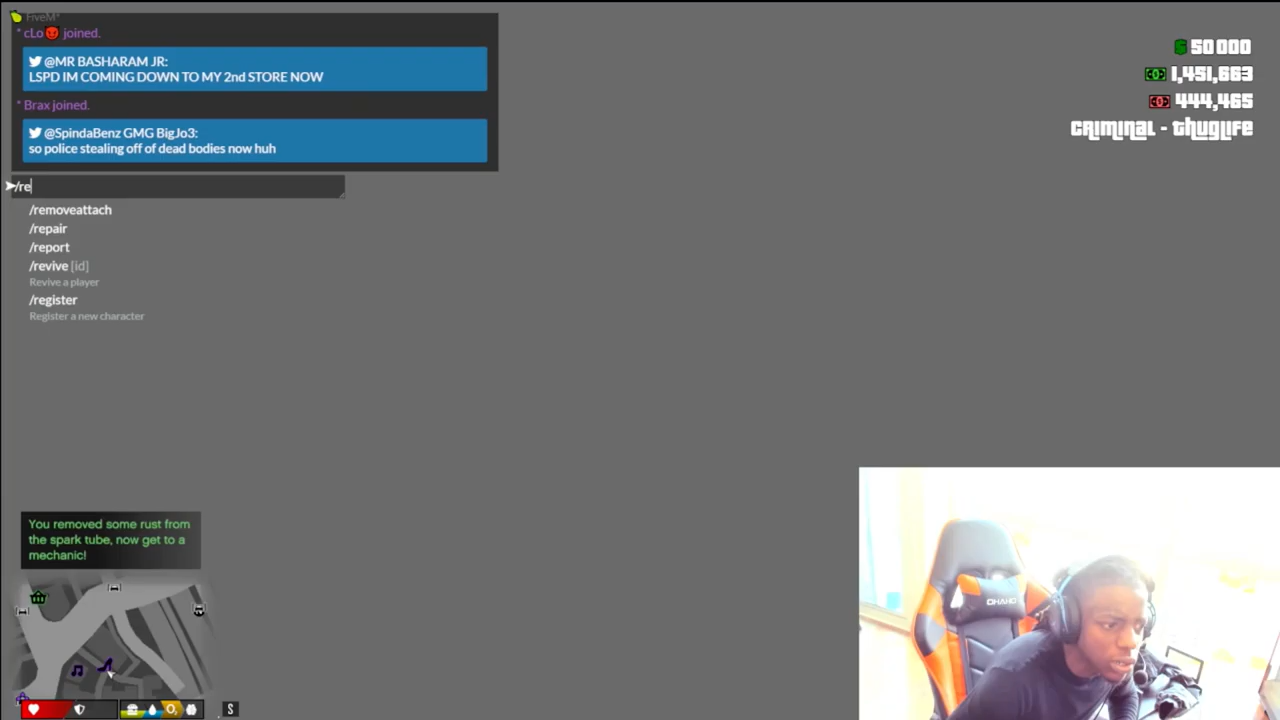 FiveM®
* cLo😈 joined.
@MR BASHARAM JR:
LSPD IM COMING DOWN TO MY 2nd STORE NOW
* Brax joined.
@SpindaBenz GMG BigJo3:
so police stealing off of dead bodies now huh
➤/re
/removeattach
/repair
/report
/revive [id]
Revive a player
/register
Register a new character
$ 50000
1,451,663
444,465
Criminal - Thuglife
You removed some rust from
the spark tube, now get to a
mechanic!
TV
O₂
S
OHAHO